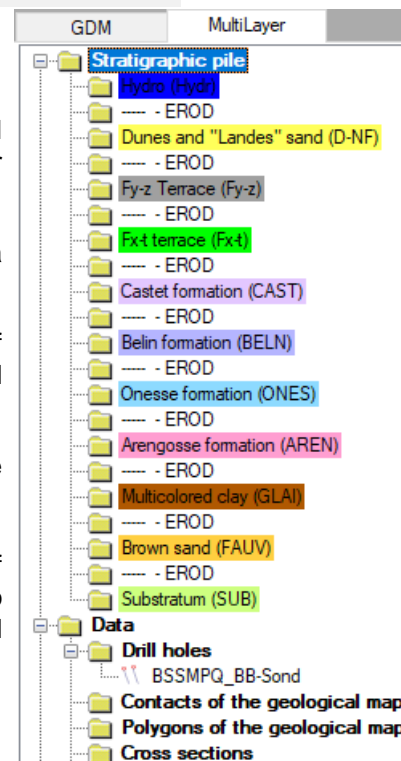 GDM MultiLayer
Stratigraphic pile
Hydro (Hydr)
----- - EROD
Dunes and "Landes" sand (D-NF)
----- - EROD
Fy-z Terrace (Fy-z)
----- - EROD
Fx-t terrace (Fx-t)
----- - EROD
Castet formation (CAST)
----- - EROD
Belin formation (BELN)
----- - EROD
Onesse formation (ONES)
----- - EROD
Arengosse formation (AREN)
----- - EROD
Multicolored clay (GLAI)
----- - EROD
Brown sand (FAUV)
----- - EROD
Substratum (SUB)
Data
Drill holes
BSSMPQ_BB-Sond
Contacts of the geological map
Polygons of the geological map
Cross sections